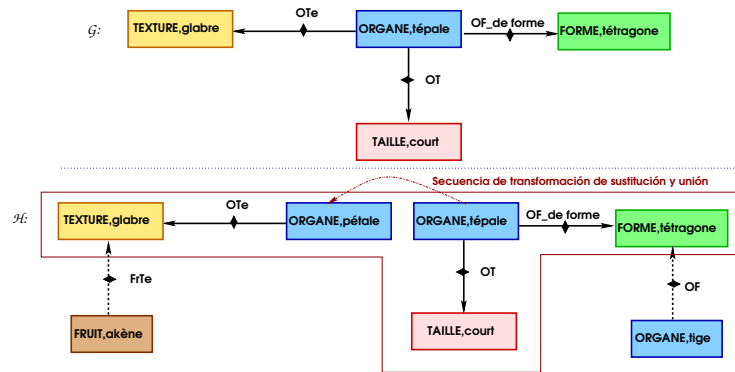 OTe
OF_de forme
G:
TEXTURE,glabre
ORGANE,tépale
FORME,tétragone
OT
TAILLE,court
Secuencia de transformación de sustitución y unión
H:
OTe
OF_de forme
TEXTURE,glabre
ORGANE,pétale
ORGANE,tépale
FORME,tétragone
OT
FrTe
OF
FRUIT,akène
TAILLE,court
ORGANE,tige